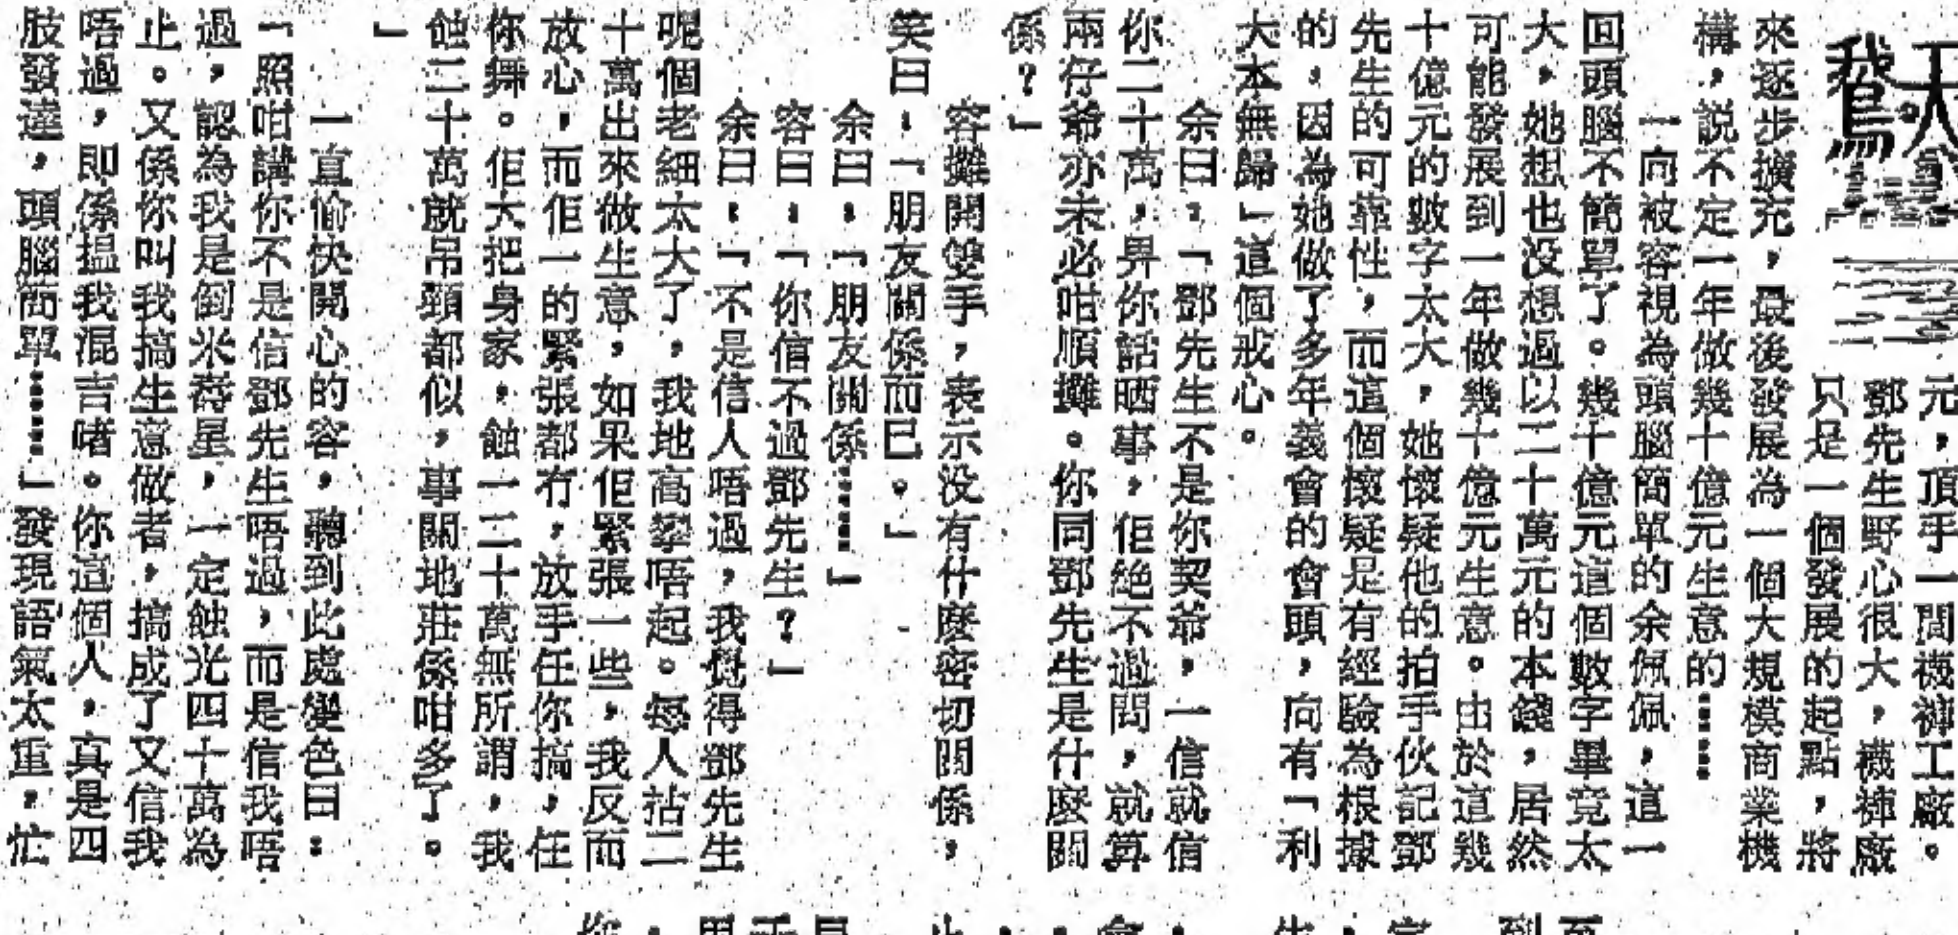 天
鵞
元，頂手一間襪褲工廠。
鄧先生野心很大，襪褲廠
只是一個發展的起點，將
來逐步擴充，最後發展為一個大規模商業機
構，説不定一年做幾十億元生意的……
一向被容視為頭腦簡單的余佩佩，這一
回頭腦不簡單了。幾十億元這個數字畢竟太
大，她想也没想過以二十萬元的本錢，居然
可能發展到一年做幾十億元生意。由於這幾
十億元的數字太大，她懷疑他的拍手伙記鄧
先生的可靠性，而這個懷疑是有經驗為根據
的，因為她做了多年義會的會頭，向有「利
大本無歸」這個戒心。
余曰：「鄧先生不是你契爺，一信就信
你二十萬，畀你話晒事，佢絶不過問，就算
兩仔爺亦未必咁順攤。你同鄧先生是什麼關
係？」
容攤開雙手，表示没有什麼密切關係，
笑曰：「朋友關係而已。」
余曰：「朋友關係……」
容曰：「你信不過鄧先生？」
余曰：「不是信人唔過，我覺得鄧先生
呢個老細太大了，我地高攀唔起。每人拈二
十萬出來做生意，如果佢緊張一些，我反而
放心，而佢一的緊張都冇，放手任你搞，任
你舞。佢大把身家，蝕一二十萬無所謂，我
蝕二十萬就吊頸都似，事關地莊係咁多了。
」
一直愉快開心的容，聽到此處變色曰：
「照咁講你不是信鄧先生唔過，而是信我唔
過，認為我是倒米壽星，一定蝕光四十萬為
止。又係你叫我搞生意做者，搞成了又信我
唔過，即係揾我混吉啫。你這個人，真是四
肢發達，頭腦簡單……」發現語氣太重，忙